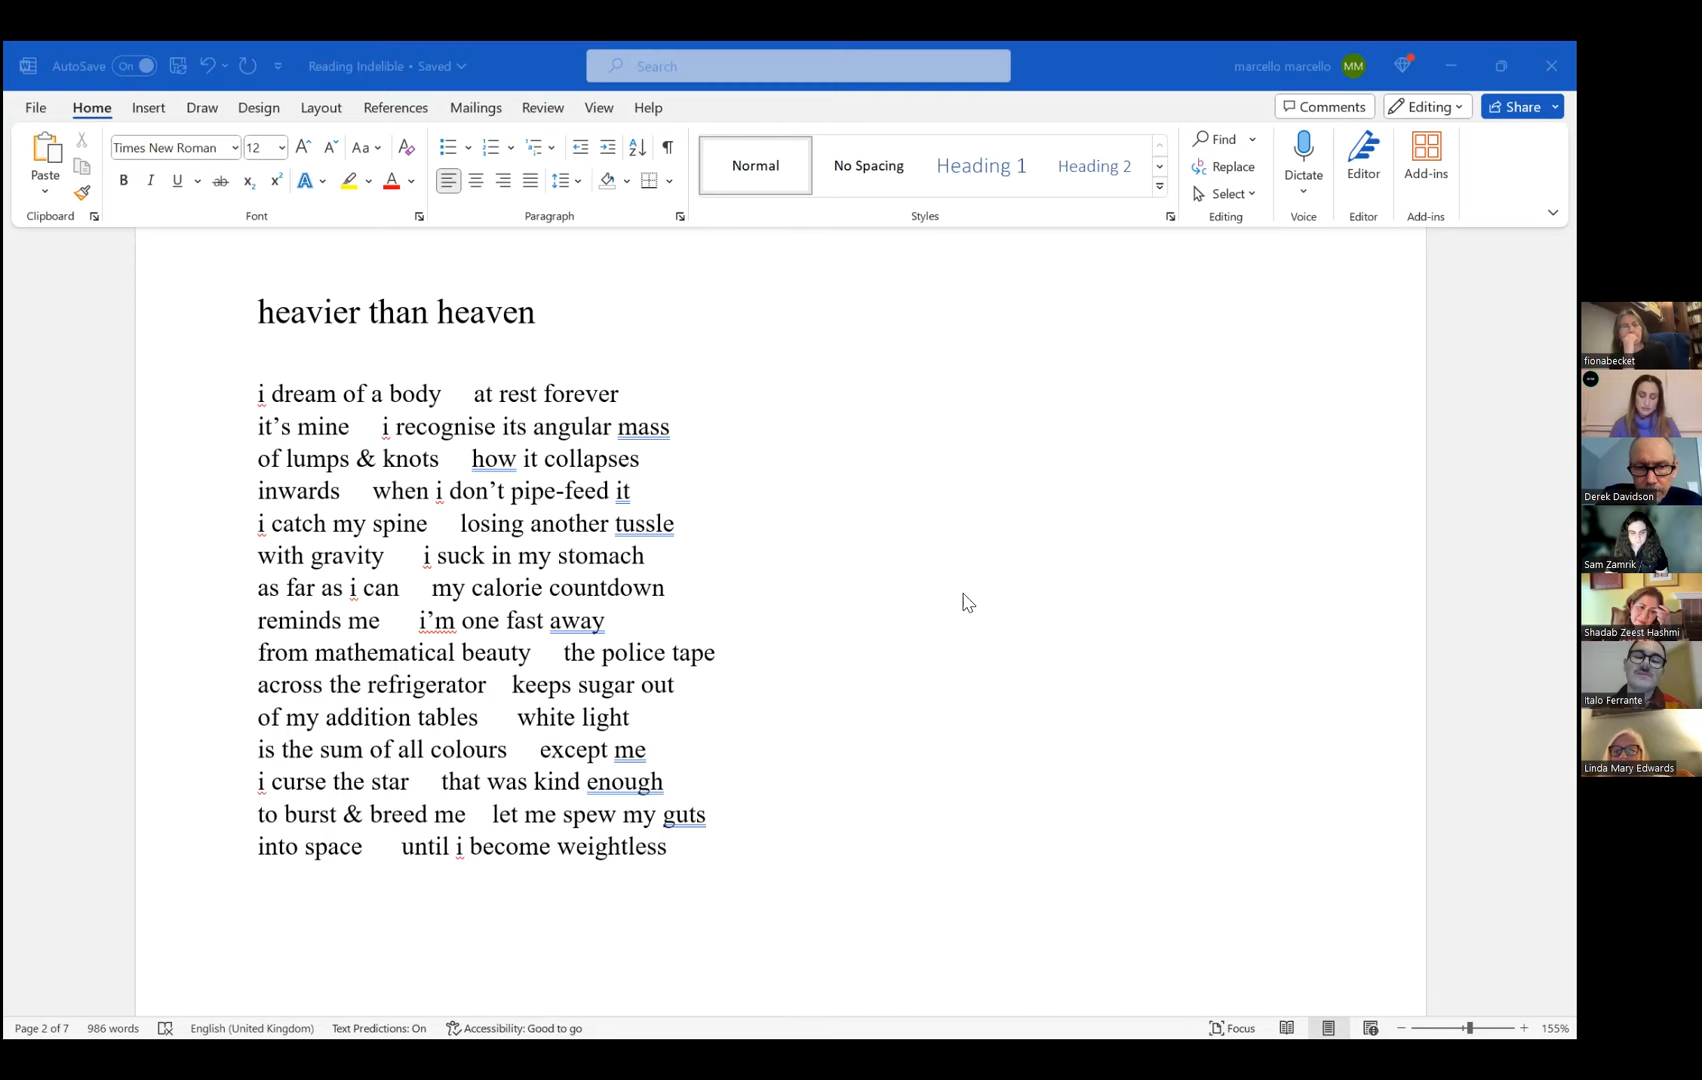 AutoSave On Reading Indelible • Saved Search marcello marcello MM
File Home Insert Draw Design Layout References Mailings Review View Help Comments Editing Share
Times New Roman 12 Aa
Paste
Normal No Spacing Heading 1 Heading 2
Find
Replace
Select
Dictate Editor Add-ins
Clipboard Font Paragraph Styles Editing Voice Editor Add-ins
heavier than heaven
i dream of a body at rest forever
it’s mine i recognise its angular mass
of lumps & knots how it collapses
inwards when i don’t pipe-feed it
i catch my spine losing another tussle
with gravity i suck in my stomach
as far as i can my calorie countdown
reminds me i’m one fast away
from mathematical beauty the police tape
across the refrigerator keeps sugar out
of my addition tables white light
is the sum of all colours except me
i curse the star that was kind enough
to burst & breed me let me spew my guts
into space until i become weightless
fionabecket
Derek Davidson
Sam Zamrik
Shadab Zeest Hashmi
Italo Ferrante
Linda Mary Edwards
Page 2 of 7 986 words English (United Kingdom) Text Predictions: On Accessibility: Good to go Focus 155%